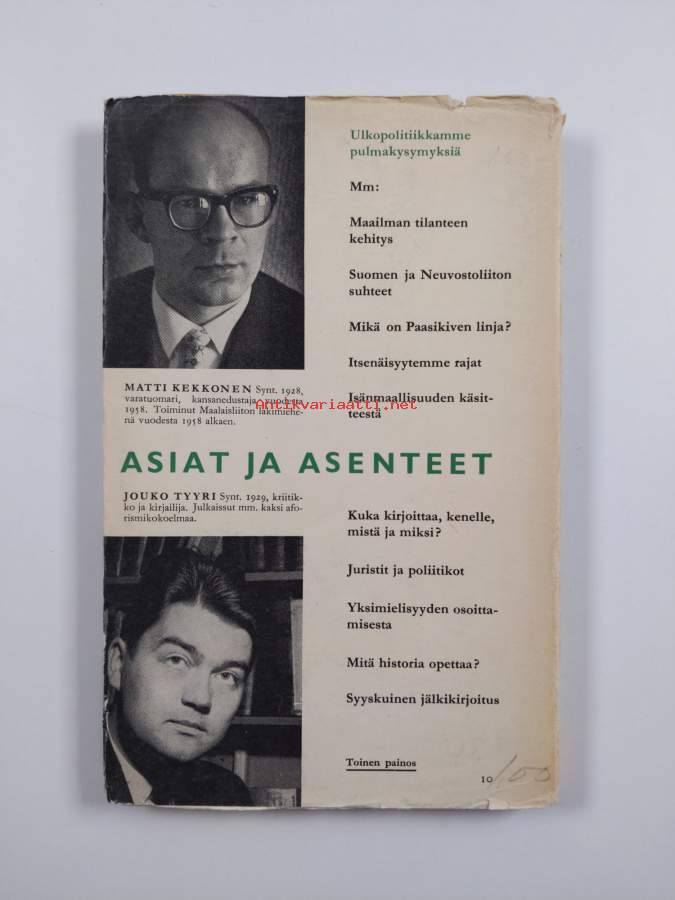 Ulkopolitiikkamme
pulmakysymyksiä
Mm:
Maailman tilanteen
kehitys
Suomen ja Neuvostoliiton
suhteet
Mikä on Paasikiven linja?
Itsenäisyytemme rajat
Isänmaallisuuden käsit-
teestä
MATTI KEKKONEN Synt. 1928,
varatuomari, kansanedustaja vuodesta
1958. Toiminut Maalaisliiton lakimiehe-
nä vuodesta 1958 alkaen.
Antikvariaatti.net
ASIAT JA ASENTEET
JOUKO TYYRI Synt. 1929, kriitik-
ko ja kirjailija. Julkaissut mm. kaksi afo-
rismikokoelmaa.
Kuka kirjoittaa, kenelle,
mistä ja miksi?
Juristit ja poliitikot
Yksimielisyyden osoitta-
misesta
Mitä historia opettaa?
Syyskuinen jälkikirjoitus
Toinen painos
10